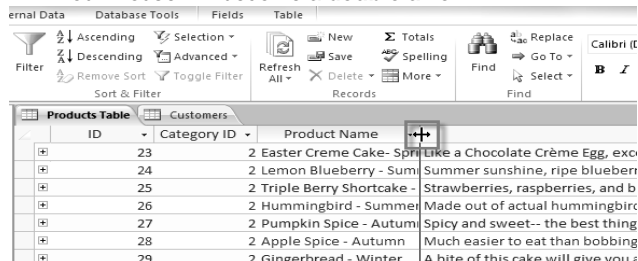 ernal Data Database Tools Fields Table
Filter
Ascending
Descending
Remove Sort
Selection
Advanced
Toggle Filter
Sort & Filter
Refresh All
New
Save
Delete
Totals
Spelling
More
Records
Find
Replace
Go To
Select
Find
Calibri (D
B I
Products Table Customers
ID Category ID Product Name
23 2 Easter Creme Cake- Spri Like a Chocolate Crème Egg, exce
24 2 Lemon Blueberry - Sum Summer sunshine, ripe blueberr
25 2 Triple Berry Shortcake - Strawberries, raspberries, and b
26 2 Hummingbird - Summer Made out of actual hummingbird
27 2 Pumpkin Spice - Autum Spicy and sweet-- the best thing
28 2 Apple Spice - Autumn Much easier to eat than bobbing
29 2 Gingerbread - Winter A bite of this cake will give you a